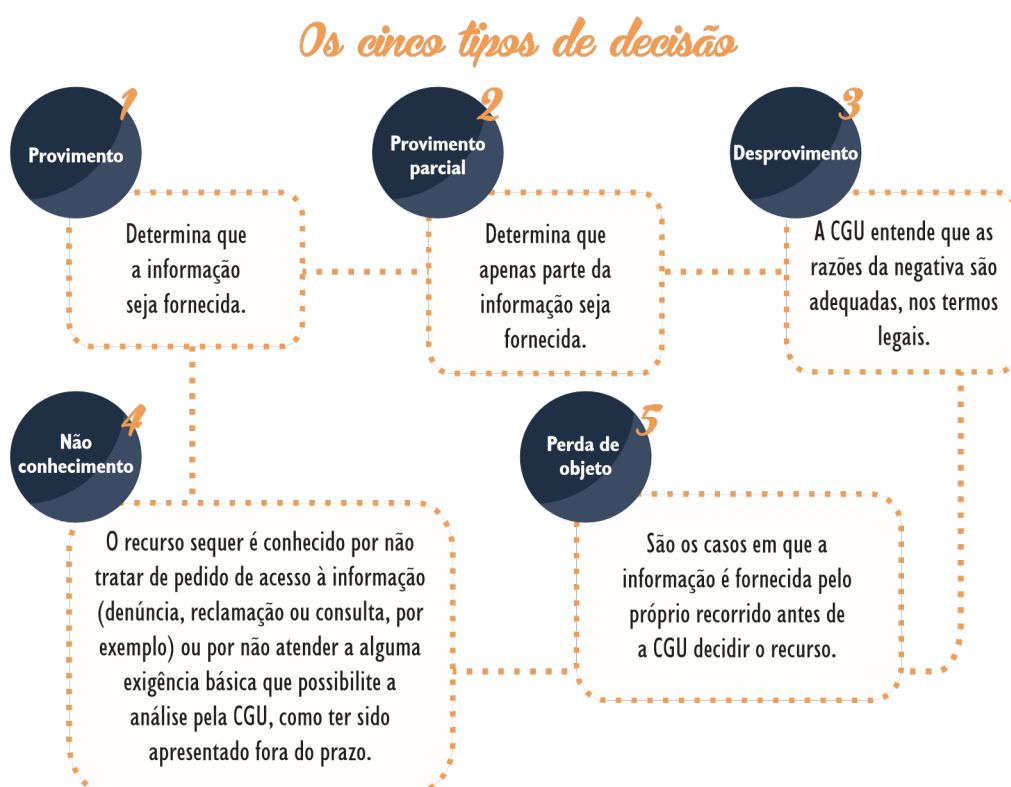 Os cinco tipos de decisão
1
Provimento
Determina que
a informação
seja fornecida.
2
Provimento
parcial
Determina que
apenas parte da
informação seja
fornecida.
3
Desprovimento
A CGU entende que as
razões da negativa são
adequadas, nos termos
legais.
4
Não
conhecimento
O recurso sequer é conhecido por não
tratar de pedido de acesso à informação
(denúncia, reclamação ou consulta, por
exemplo) ou por não atender a alguma
exigência básica que possibilite a
análise pela CGU, como ter sido
apresentado fora do prazo.
5
Perda de
objeto
São os casos em que a
informação é fornecida pelo
próprio recorrido antes de
a CGU decidir o recurso.